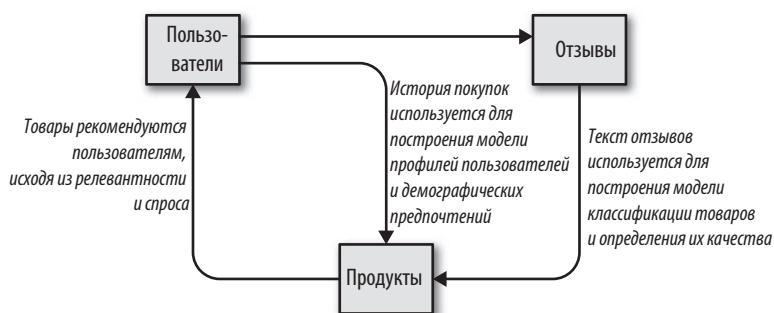 Пользо-
ватели
Отзывы
История покупок
используется для
построения модели
профилей пользователей
и демографических
предпочтений
Товары рекомендуются
пользователям,
исходя из релевантности
и спроса
Текст отзывов
используется для
построения модели
классификации товаров
и определения их качества
Продукты